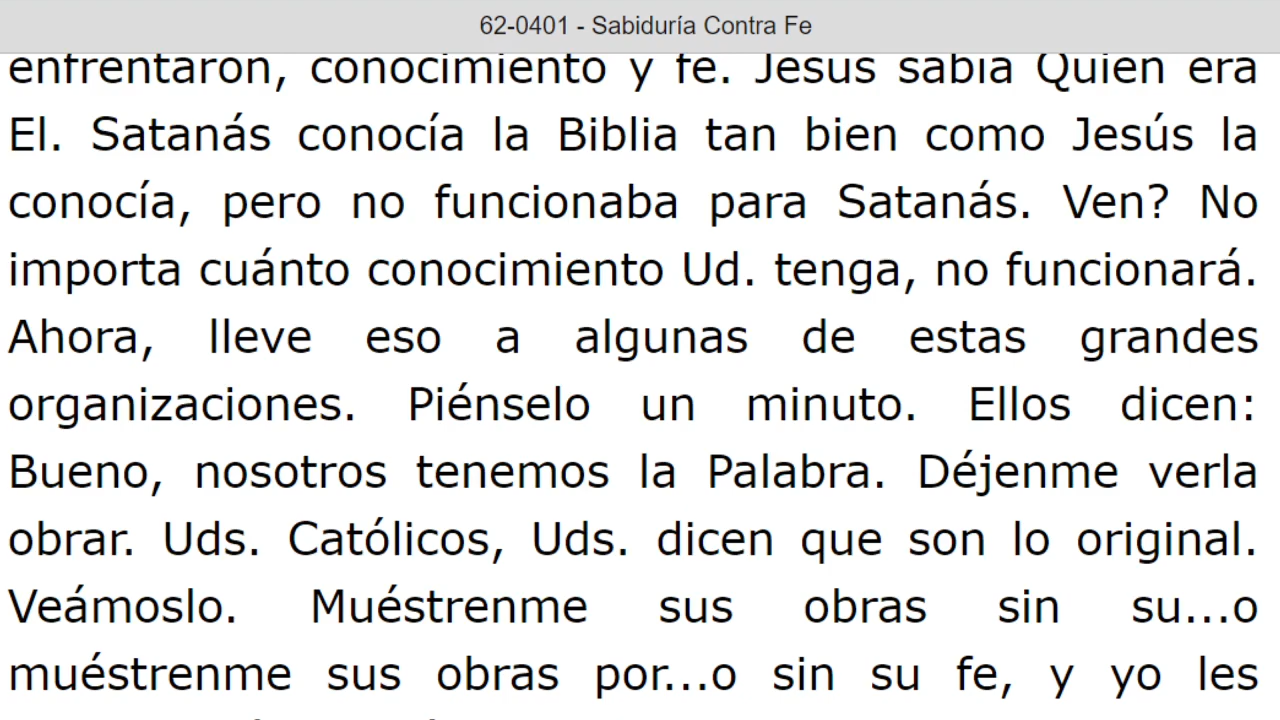 62-0401 - Sabiduría Contra Fe
enfrentaron, conocimiento y fe. Jesús sabía Quién era
El. Satanás conocía la Biblia tan bien como Jesús la
conocía, pero no funcionaba para Satanás. Ven? No
importa cuánto conocimiento Ud. tenga, no funcionará.
Ahora, lleve eso a algunas de estas grandes
organizaciones. Piénselo un minuto. Ellos dicen:
Bueno, nosotros tenemos la Palabra. Déjenme verla
obrar. Uds. Católicos, Uds. dicen que son lo original.
Veámoslo. Muéstrenme sus obras sin su...o
muéstrenme sus obras por...o sin su fe, y yo les